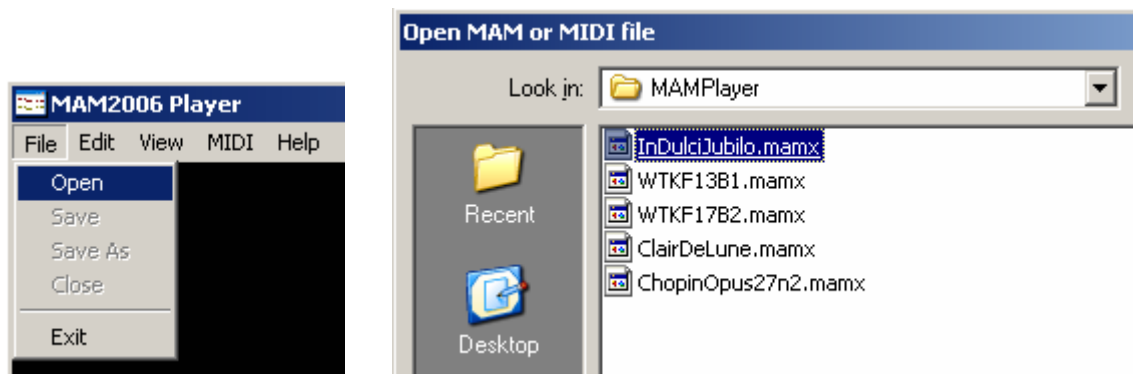 MAM2006 Player
File Edit View MIDI Help
Open
Save
Save As
Close
Exit
Open MAM or MIDI file
Look in: MAMPlayer
InDulciJubilo.mamx
WTKF13B1.mamx
WTKF17B2.mamx
ClairDeLune.mamx
ChopinOpus27n2.mamx
Recent
Desktop